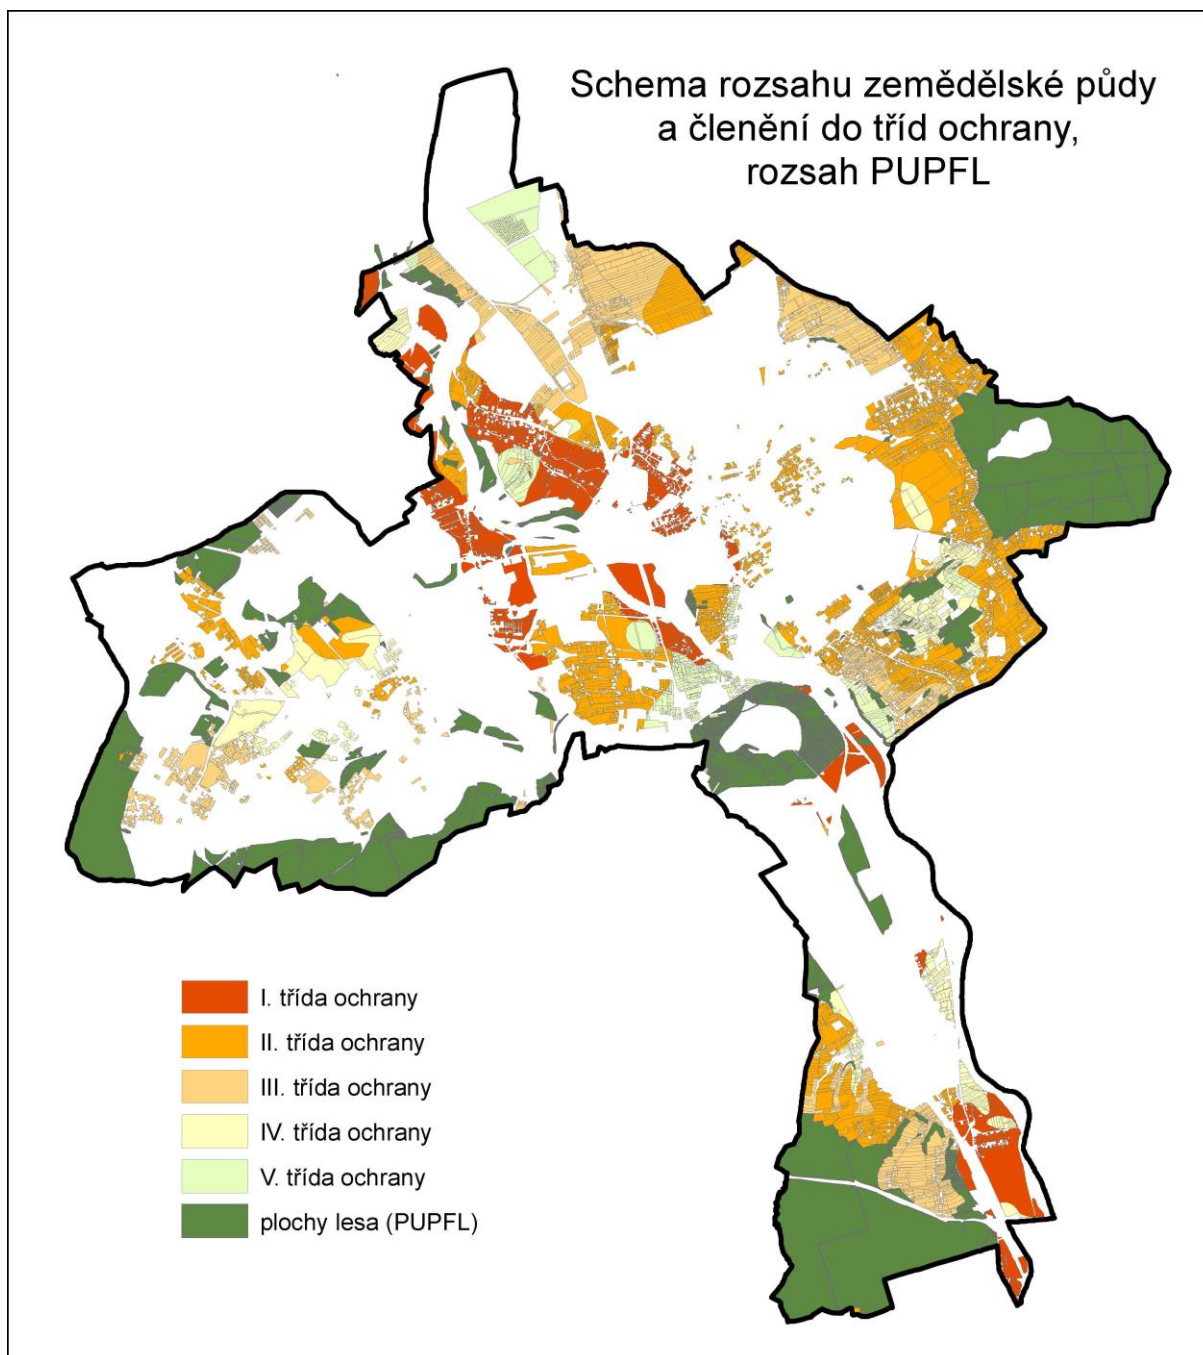 Schema rozsahu zemědělské půdy
a členění do tříd ochrany,
rozsah PUPFL
I. třída ochrany
II. třída ochrany
III. třída ochrany
IV. třída ochrany
V. třída ochrany
plochy lesa (PUPFL)